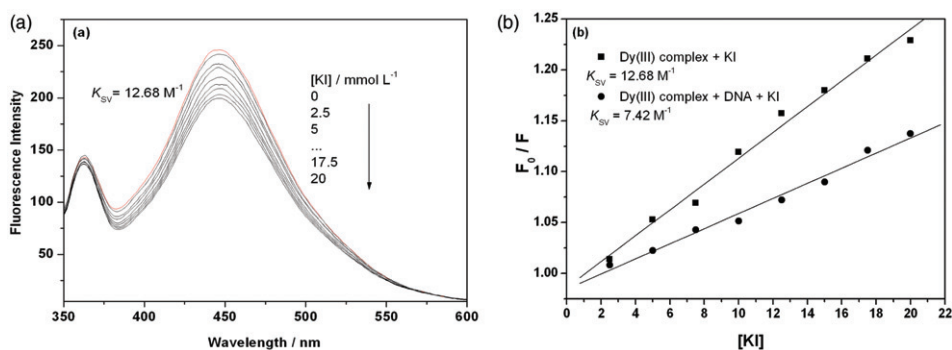 (a)
(a)
250
200
150
100
50
Fluorescence Intensity
K_SV = 12.68 M⁻¹
[KI] / mmol L⁻¹
0
2.5
5
...
17.5
20
350 400 450 500 550 600
Wavelength / nm
(b)
(b)
1.25
1.20
1.15
1.10
1.05
1.00
F₀ / F
Dy(III) complex + KI
K_SV = 12.68 M⁻¹
Dy(III) complex + DNA + KI
K_SV = 7.42 M⁻¹
0 2 4 6 8 10 12 14 16 18 20 22
[KI]